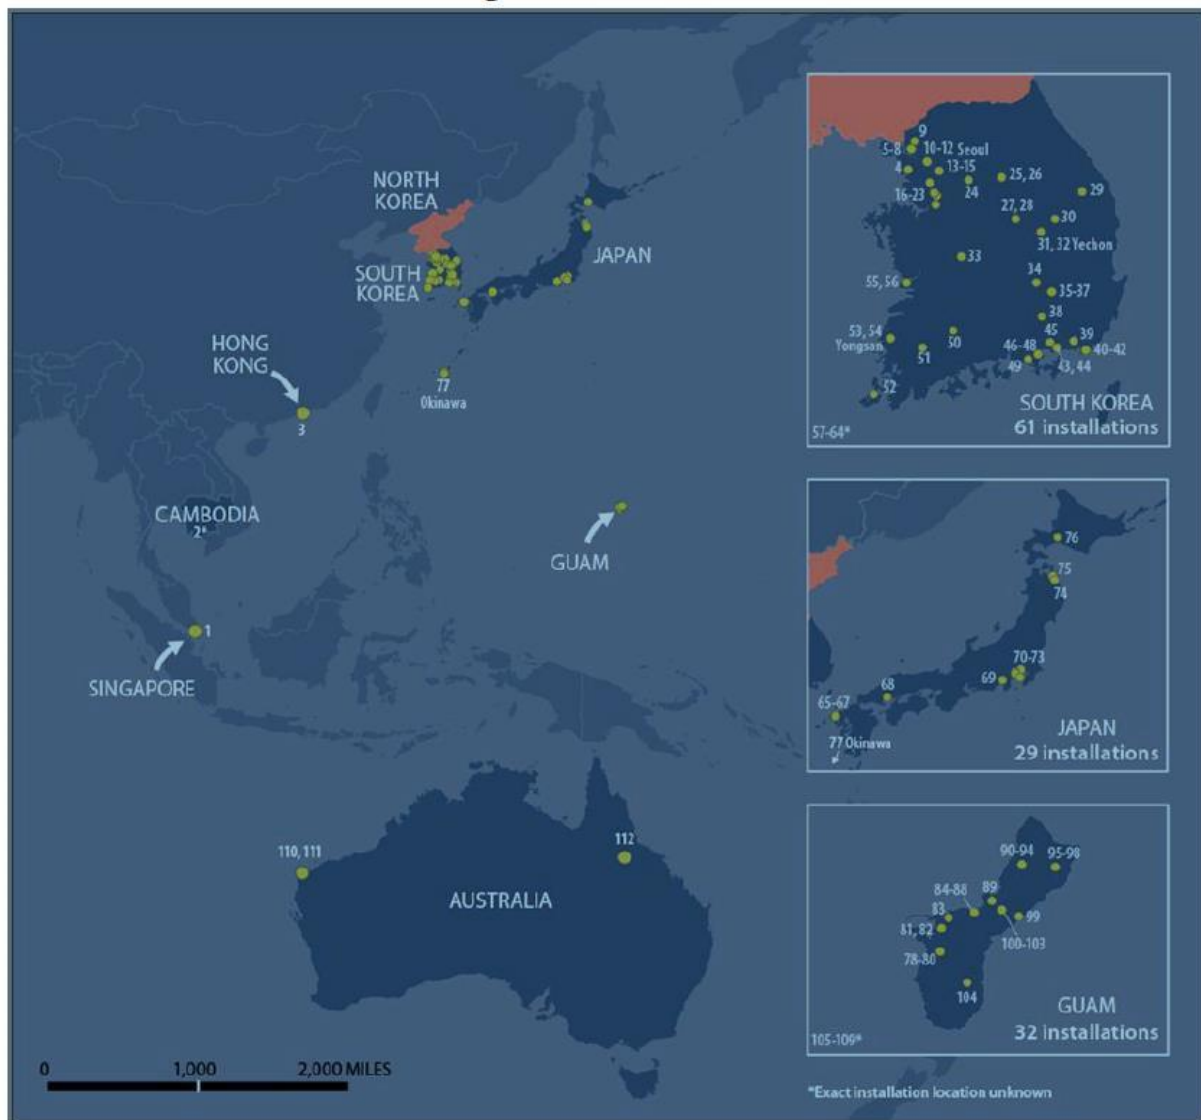 NORTH
KOREA
SOUTH
KOREA
JAPAN
HONG
KONG
3
77
Okinawa
CAMBODIA
2*
GUAM
1
SINGAPORE
110, 111
112
AUSTRALIA
0 1,000 2,000 MILES
9
5-8
10-12 Seoul
4
13-15
25, 26
16-23
24
29
27, 28
30
31, 32 Yechon
33
34
55, 56
35-37
38
53, 54
Yongsan
45
39
50
46-48
40-42
51
49
43, 44
52
SOUTH KOREA
61 installations
57-64*
76
75
74
70-73
69
68
65-67
77 Okinawa
JAPAN
29 installations
90-94
95-98
89
84-88
83
99
81, 82
100-103
78-80
104
GUAM
32 installations
105-109*
*Exact installation location unknown